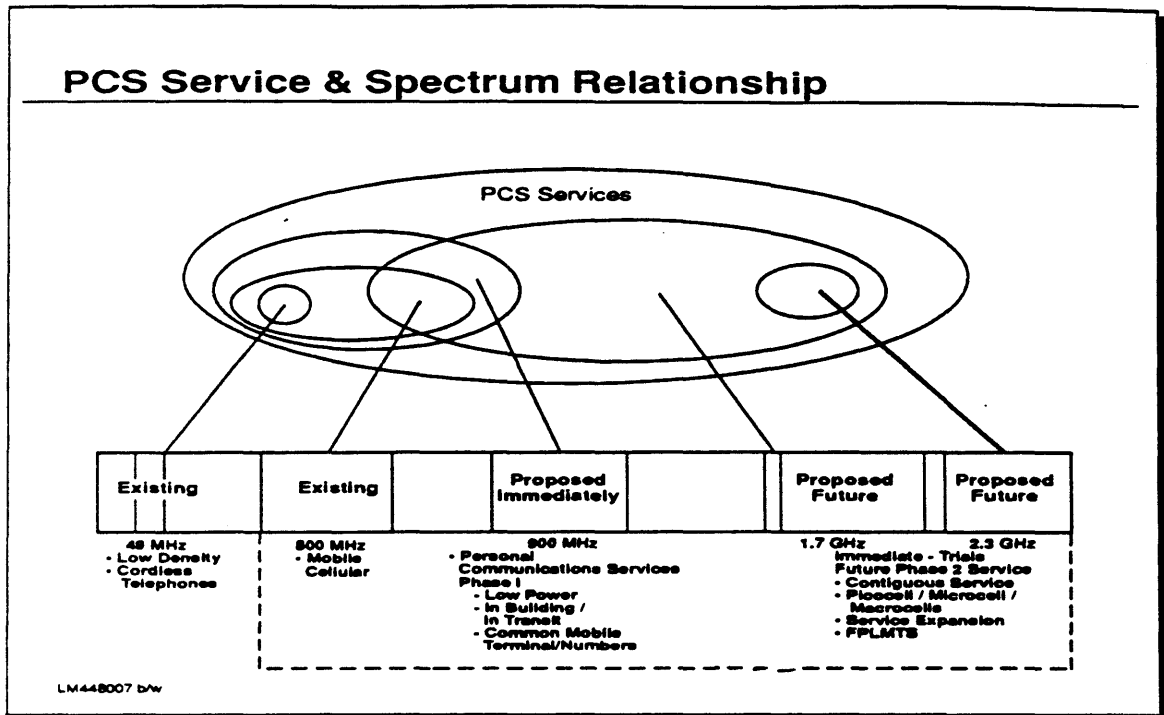 PCS Service & Spectrum Relationship
PCS Services
Existing
Existing
Proposed
Immediately
Proposed
Future
Proposed
Future
49 MHz
- Low Density
- Cordless
Telephones
800 MHz
- Mobile
Cellular
900 MHz
- Personal
Communications Services
Phase I
- Low Power
- In Building /
In Transit
- Common Mobile
Terminal/Numbers
1.7 GHz 2.3 GHz
Immediate - Trials
Future Phase 2 Service
- Contiguous Service
- Picocell / Microcell /
Macrocells
- Service Expansion
- FPLMTS
LM448007 b/w